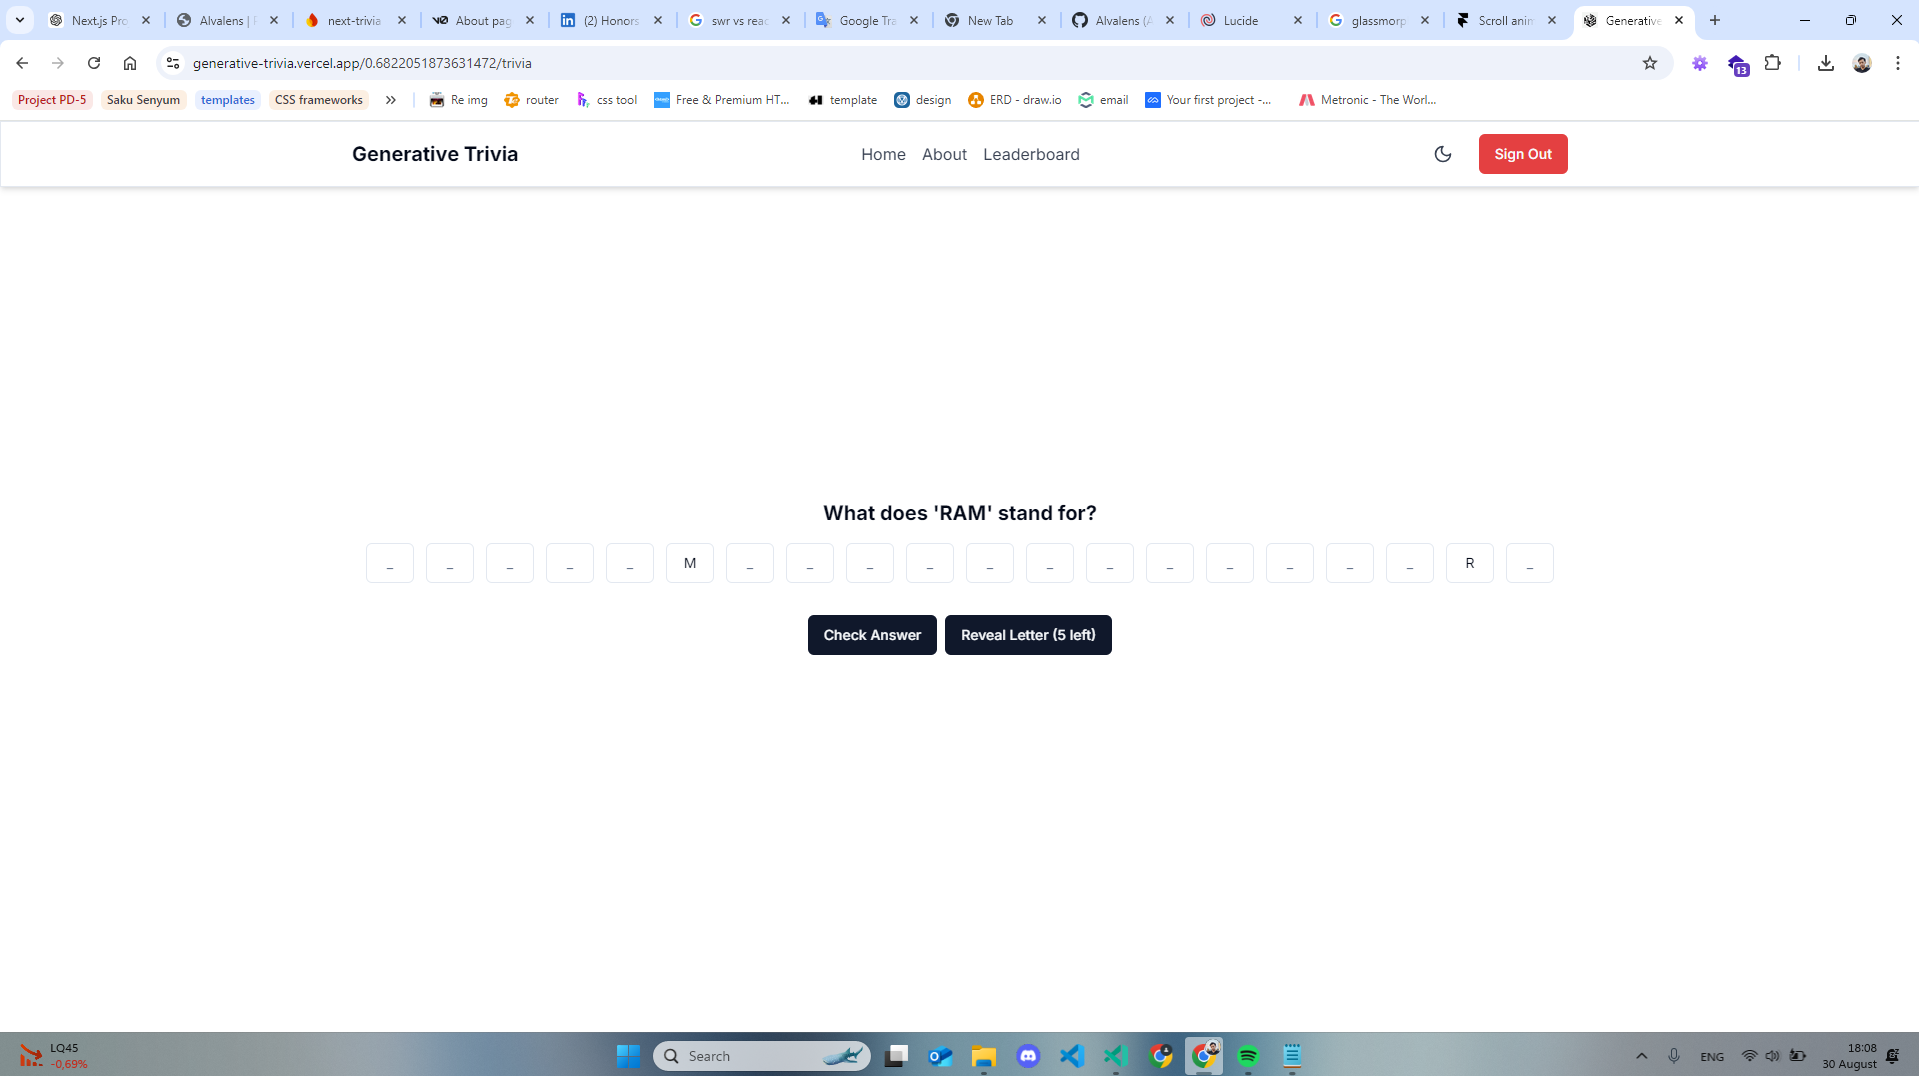 Next.js Pro
Alvalens | F
next-trivia
About pag
(2) Honors
swr vs reac
Google Tra
New Tab
Alvalens (A
Lucide
glassmorp
Scroll anim
Generative
generative-trivia.vercel.app/0.6822051873631472/trivia
13
Project PD-5
Saku Senyum
templates
CSS frameworks
Re img
router
css tool
Free & Premium HT...
template
design
ERD - draw.io
email
Your first project -...
Metronic - The Worl...
Generative Trivia
Home About Leaderboard
Sign Out
What does 'RAM' stand for?
_ _ _ _ _ M _ _ _ _ _ _ _ _ _ _ _ _ R _
Check Answer
Reveal Letter (5 left)
LQ45
-0,69%
Search
ENG
18:08
30 August